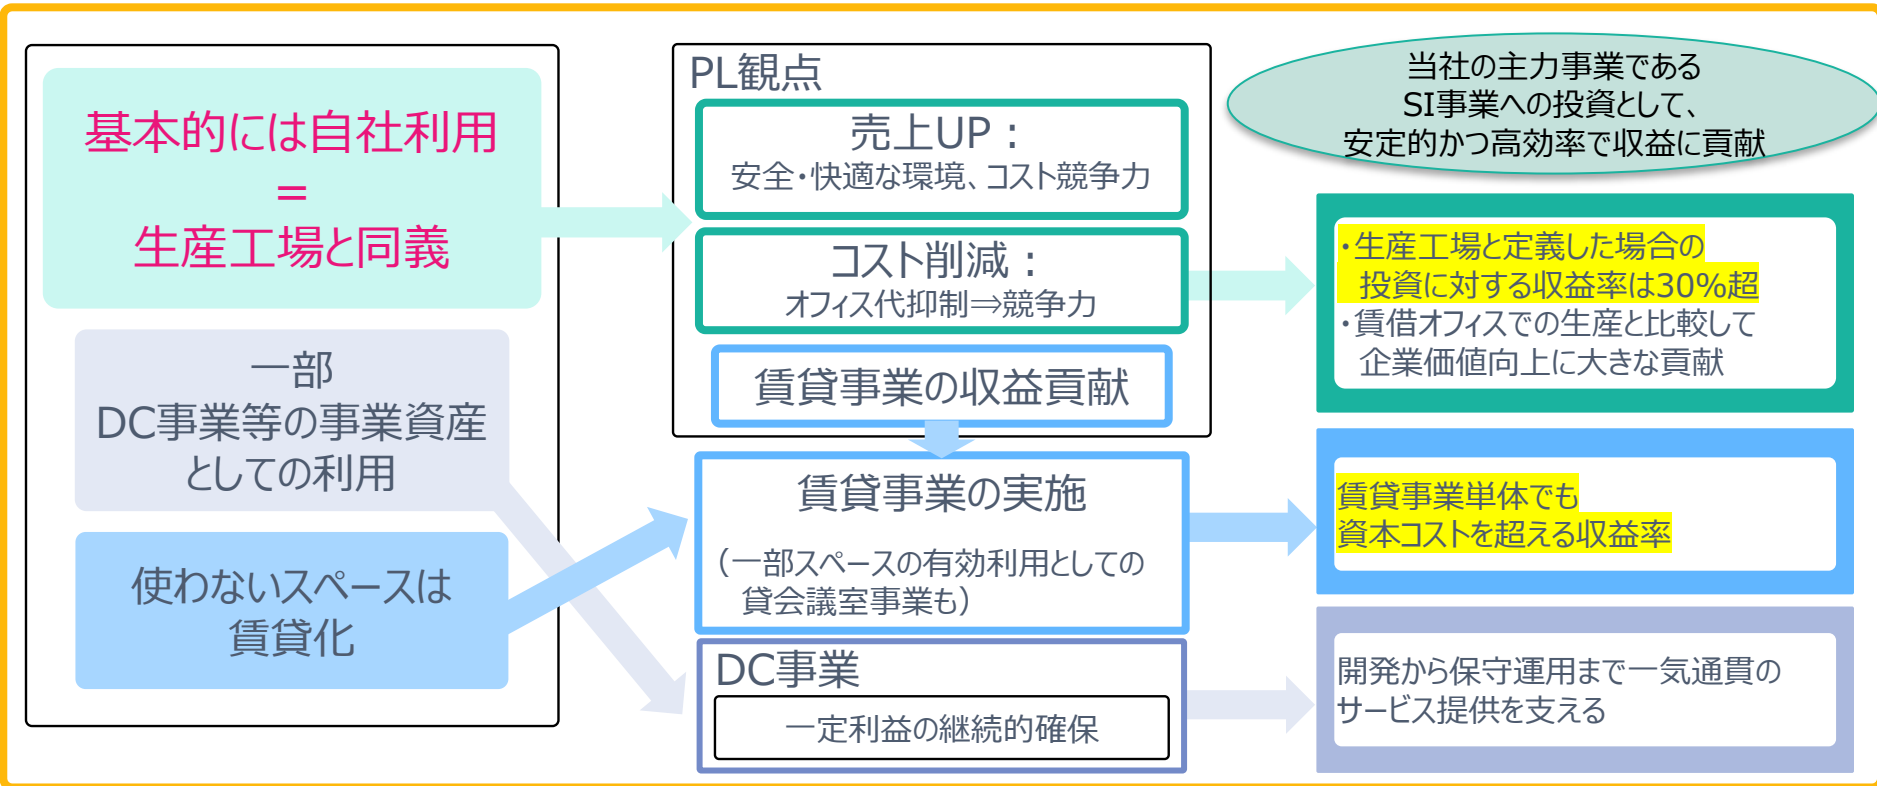 基本的には自社利用
=
生産工場と同義
一部
DC事業等の事業資産
としての利用
使わないスペースは
賃貸化
PL観点
売上UP：
安全・快適な環境、コスト競争力
コスト削減：
オフィス代抑制⇒競争力
賃貸事業の収益貢献
賃貸事業の実施
（一部スペースの有効利用としての
貸会議室事業も）
DC事業
一定利益の継続的確保
当社の主力事業である
SI事業への投資として、
安定的かつ高効率で収益に貢献
・生産工場と定義した場合の
投資に対する収益率は30%超
・賃借オフィスでの生産と比較して
企業価値向上に大きな貢献
賃貸事業単体でも
資本コストを超える収益率
開発から保守運用まで一気通貫の
サービス提供を支える